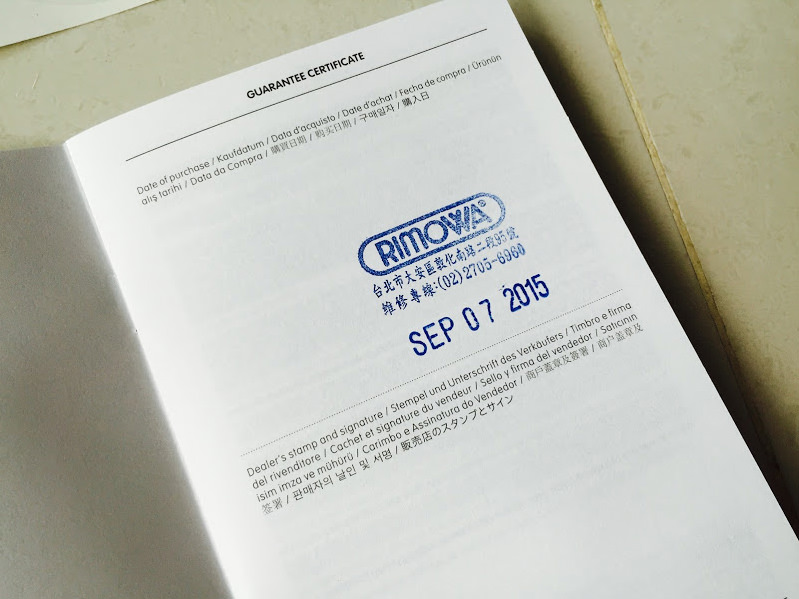 GUARANTEE CERTIFICATE
Date of purchase / Kaufdatum / Data d'acquisto / Date d'achat / Fecha de compra / Ürünün
alış tarihi / Data da Compra / 購買日期 / 购买日期 / 구매일자 / 購入日
RIMOWA®
台北市大安區敦化南路二段95號
維修專線:(02)2705-6960
SEP 07 2015
Dealer's stamp and signature / Stempel und Unterschrift des Verkäufers / Timbro e firma
del rivenditore / Cachet et signature du vendeur / Sello y firma del vendedor / Satıcının
isim imza ve mühürü / Carimbo e Assinatura do Vendedor / 商戶蓋章及簽署 / 商户盖章及
签署 / 판매자의 날인 및 서명 / 販売店のスタンプとサイン